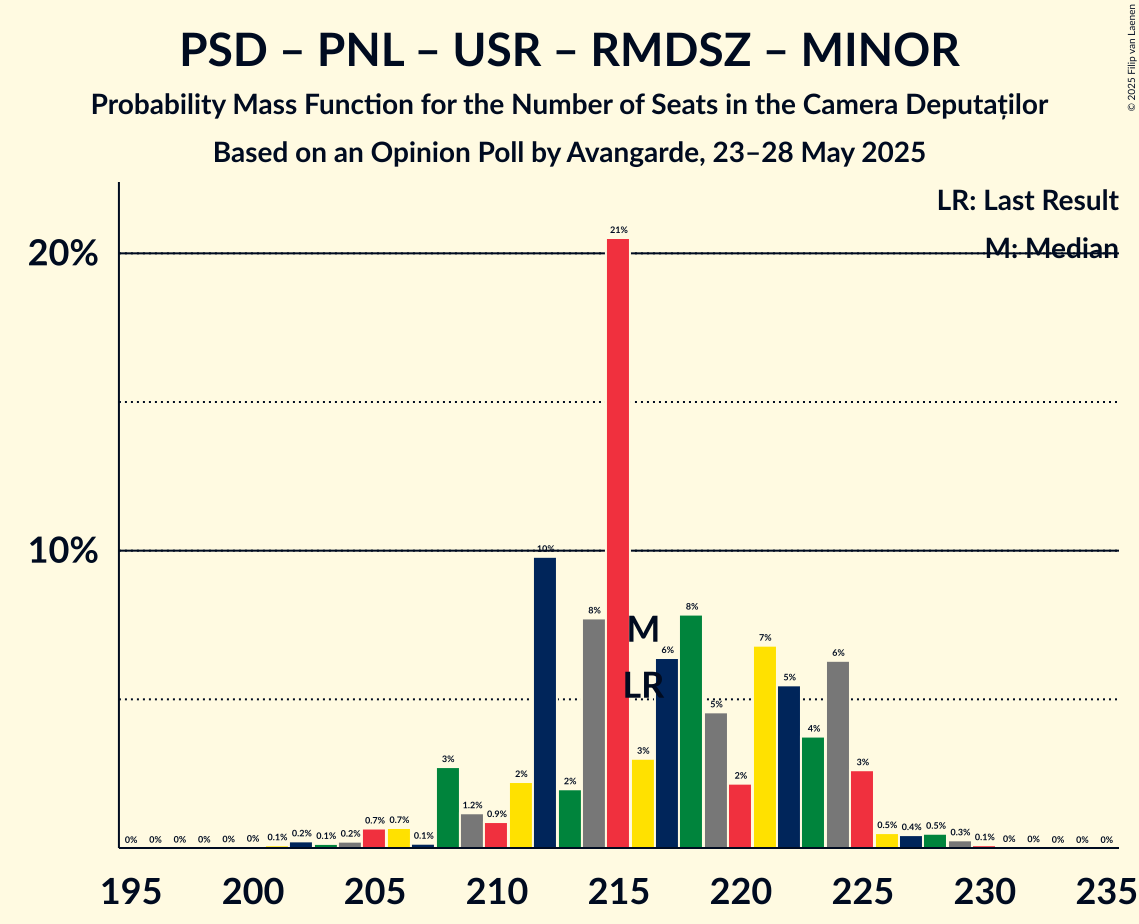 PSD – PNL – USR – RMDSZ – MINOR
Probability Mass Function for the Number of Seats in the Camera Deputaților
Based on an Opinion Poll by Avangarde, 23–28 May 2025
© 2025 Filip van Laenen
LR: Last Result
M: Median
20%
10%
M
LR
0% 0% 0% 0% 0% 0% 0.1% 0.2% 0.1% 0.2% 0.7% 0.7% 0.1% 3% 1.2% 0.9% 2% 10% 2% 8% 21% 3% 6% 8% 5% 2% 7% 5% 4% 6% 3% 0.5% 0.4% 0.5% 0.3% 0.1% 0% 0% 0% 0% 0%
195 200 205 210 215 220 225 230 235